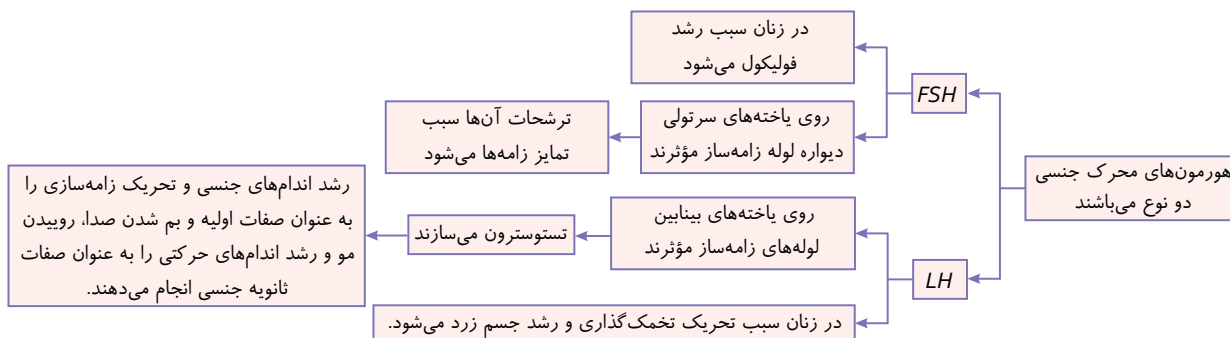 هورمون‌های محرک جنسی
دو نوع می‌باشند
FSH
در زنان سبب رشد
فولیکول می‌شود
روی یاخته‌های سرتولی
دیواره لوله زامه‌ساز مؤثرند
ترشحات آن‌ها سبب
تمایز زامه‌ها می‌شود
LH
روی یاخته‌های بینابین
لوله‌های زامه‌ساز مؤثرند
تستوسترون می‌سازند
رشد اندام‌های جنسی و تحریک زامه‌سازی را
به عنوان صفات اولیه و بم شدن صدا، روییدن
مو و رشد اندام‌های حرکتی را به عنوان صفات
ثانویه جنسی انجام می‌دهند.
در زنان سبب تحریک تخمک‌گذاری و رشد جسم زرد می‌شود.